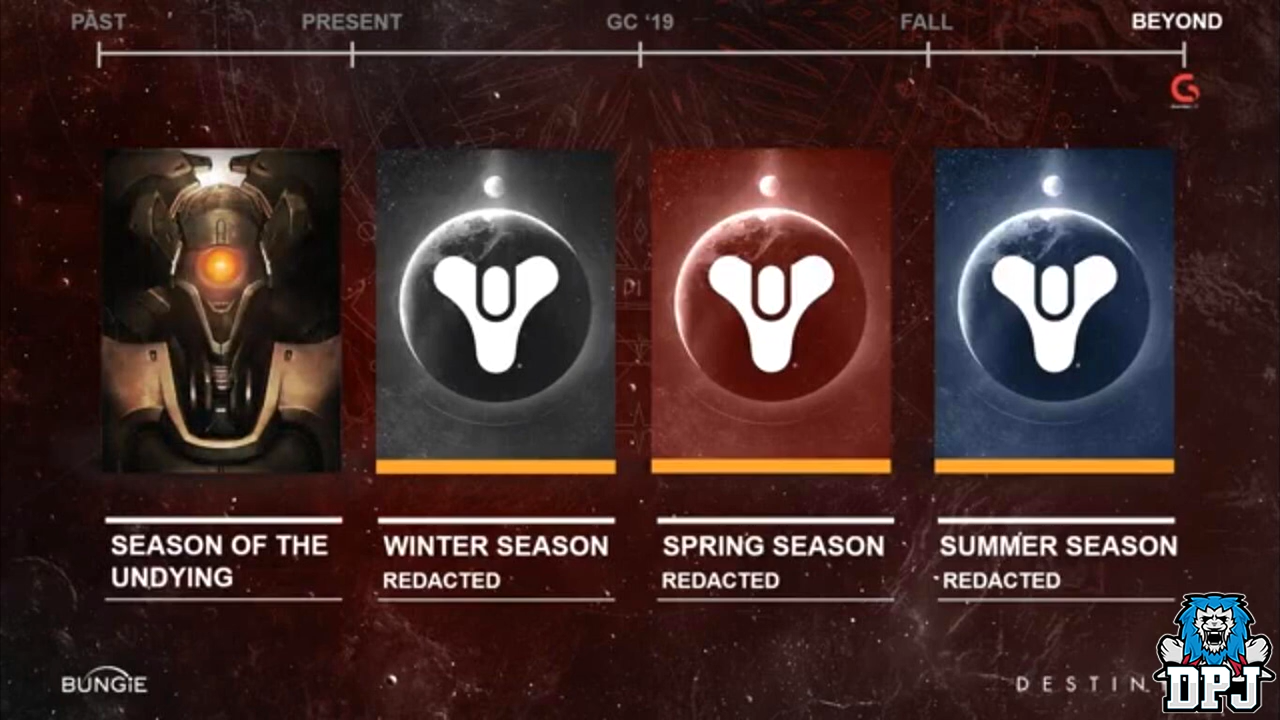 PAST PRESENT GC ‘19 FALL BEYOND
SEASON OF THE
UNDYING
WINTER SEASON
REDACTED
SPRING SEASON
REDACTED
SUMMER SEASON
REDACTED
BUNGiE
DESTIN
DPJ